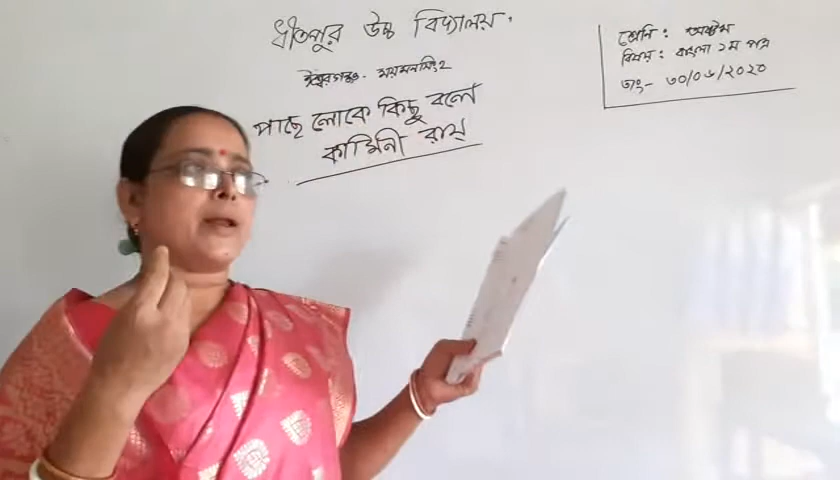 ধীতপুর উচ্চ বিদ্যালয়।
ঈশ্বরগঞ্জ, ময়মনসিংহ
পাছে লোকে কিছু বলে
কামিনী রায়
শ্রেণি: অষ্টম
বিষয়: বাংলা ১ম পত্র
তাং- ৩০/০৬/২০২০